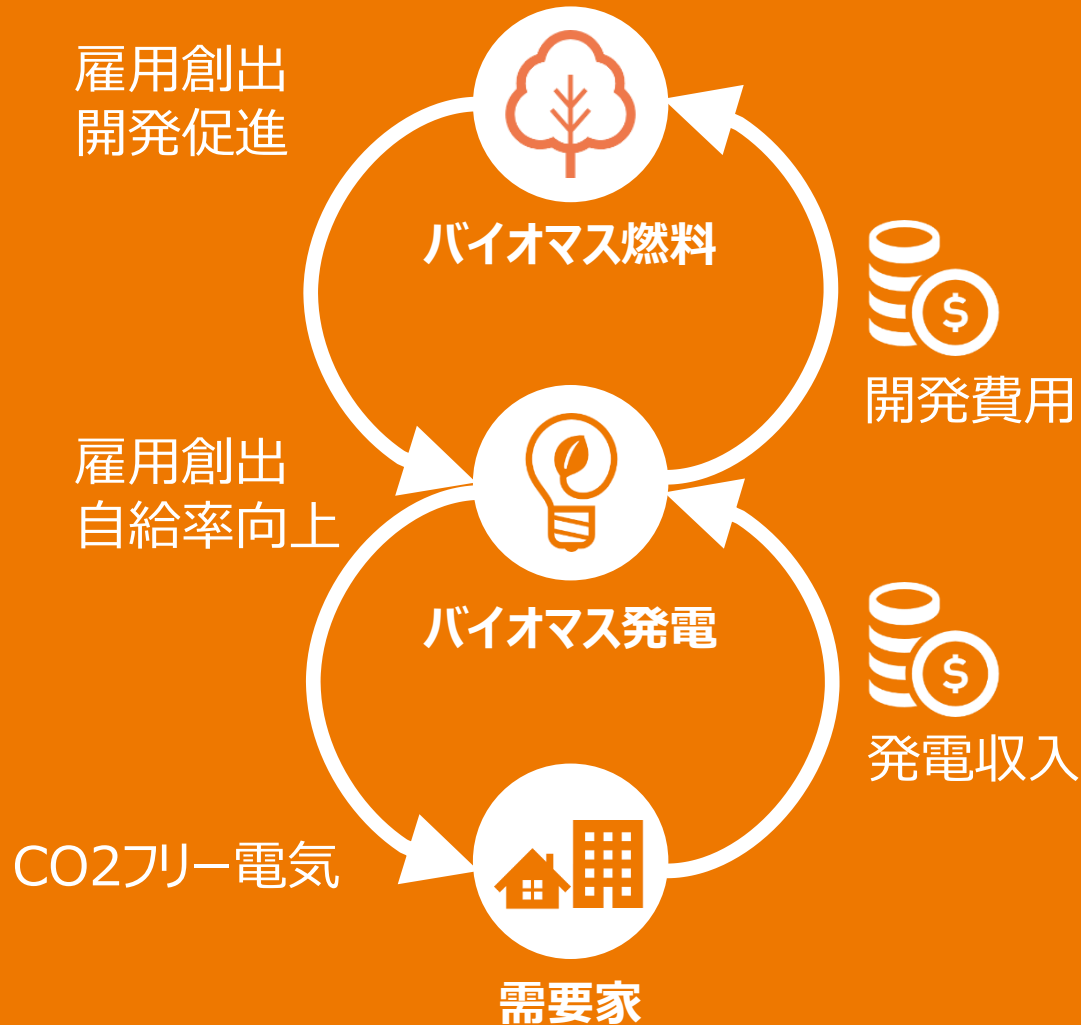 雇用創出
開発促進
バイオマス燃料
$
開発費用
雇用創出
自給率向上
バイオマス発電
$
発電収入
CO2フリー電気
需要家